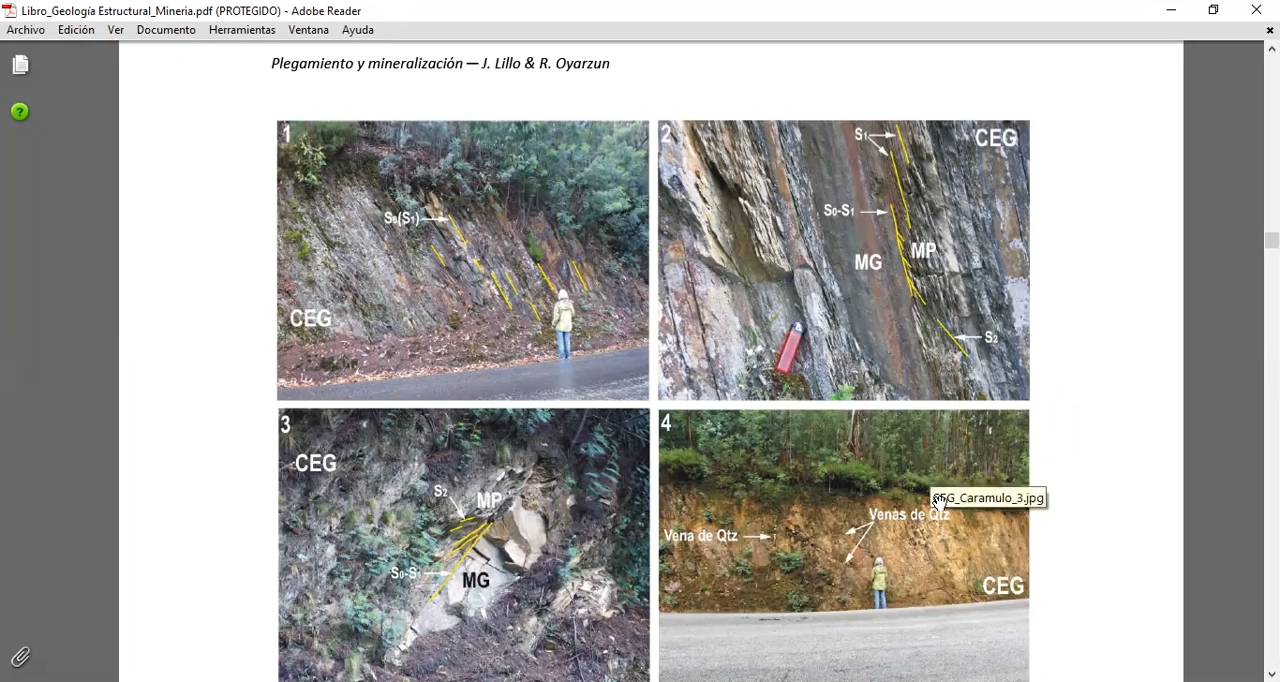 Libro_Geología Estructural_Mineria.pdf (PROTEGIDO) - Adobe Reader
Archivo Edición Ver Documento Herramientas Ventana Ayuda
Plegamiento y mineralización — J. Lillo & R. Oyarzun
1
S0(S1)
CEG
2
S1
CEG
S0-S1
MP
MG
S2
3
CEG
S2
MP
S0-S1
MG
4
CEG_Caramulo_3.jpg
Venas de Qtz
Vena de Qtz
CEG